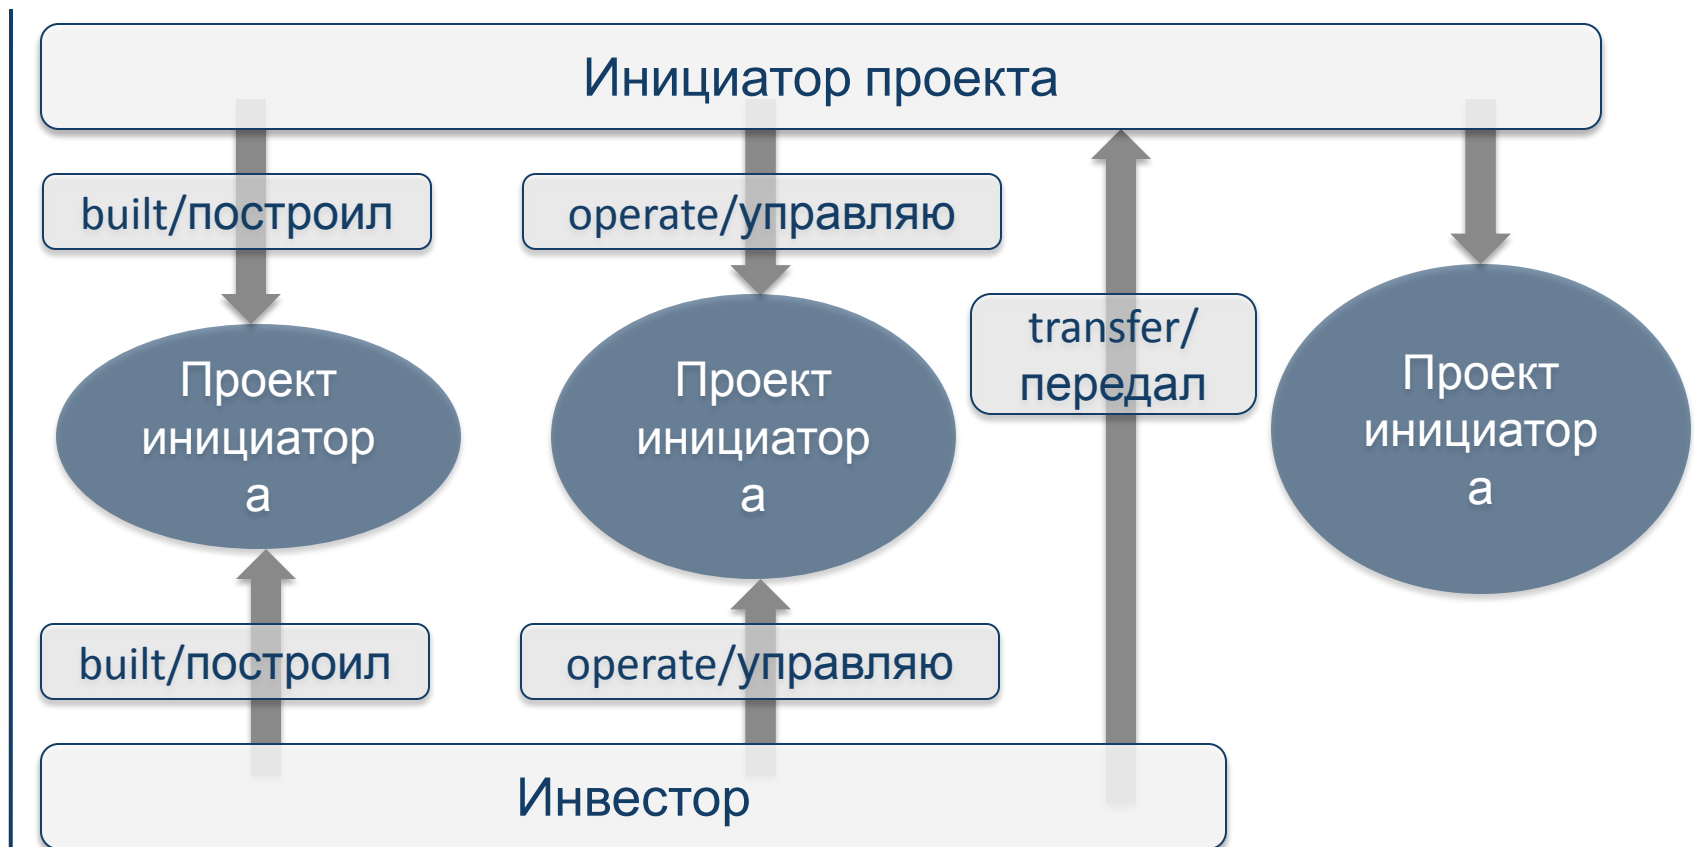 Инициатор проекта
built/построил
operate/управляю
transfer/
передал
Проект
инициатор
а
Проект
инициатор
а
Проект
инициатор
а
built/построил
operate/управляю
Инвестор